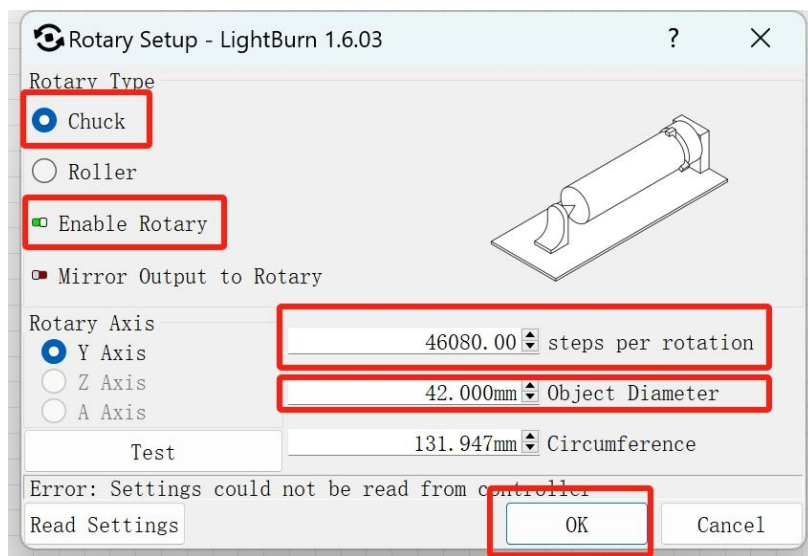 Rotary Setup - LightBurn 1.6.03 ? X
Rotary Type
Chuck
Roller
Enable Rotary
Mirror Output to Rotary
Rotary Axis
46080.00 steps per rotation
Y Axis
Z Axis
42.000mm Object Diameter
A Axis
Test
131.947mm Circumference
Error: Settings could not be read from controller
Read Settings
OK
Cancel